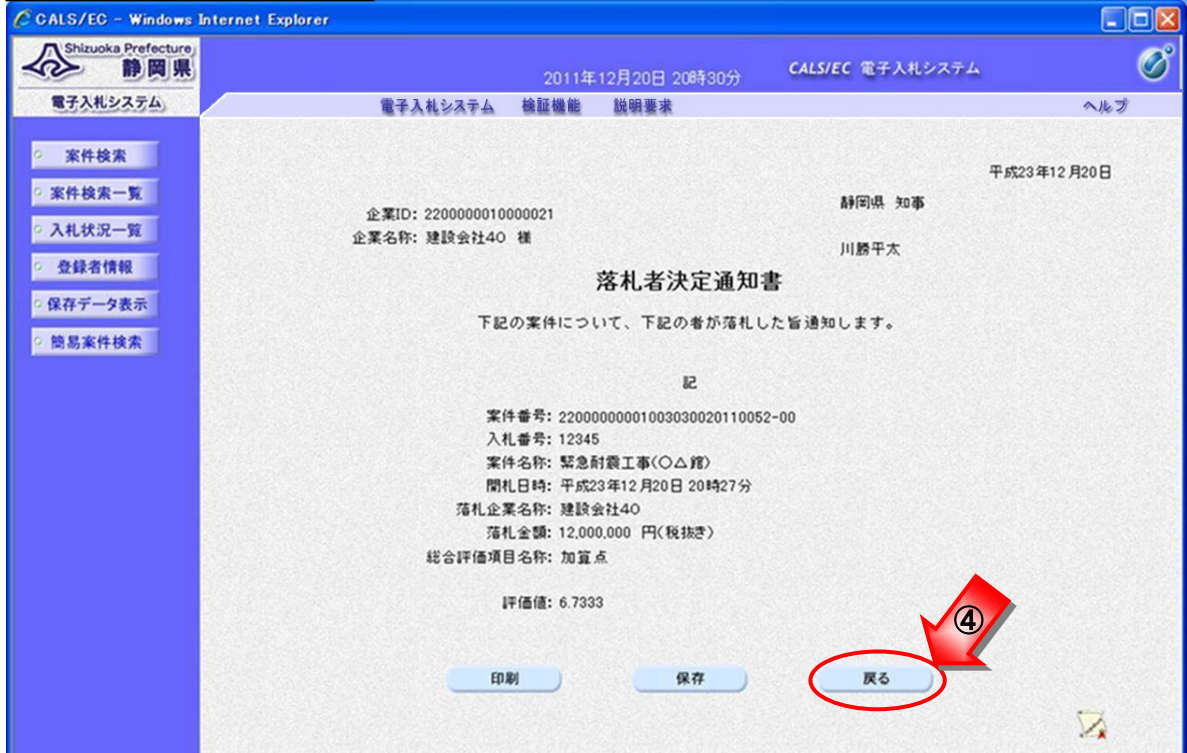 CALS/EC - Windows Internet Explorer
Shizuoka Prefecture
静岡県
電子入札システム
2011年12月20日 20時30分
CALS/EC 電子入札システム
電子入札システム 検証機能 説明要求 ヘルプ
案件検索
案件検索一覧
入札状況一覧
登録者情報
保存データ表示
簡易案件検索
平成23年12月20日
静岡県 知事
企業ID: 2200000010000021
企業名称: 建設会社40 様
川勝平太
落札者決定通知書
下記の案件について、下記の者が落札した旨通知します。
記
案件番号: 22000000001003030020110052-00
入札番号: 12345
案件名称: 緊急耐震工事(○△館)
開札日時: 平成23年12月20日 20時27分
落札企業名称: 建設会社40
落札金額: 12,000,000 円(税抜き)
総合評価項目名称: 加算点
評価値: 6.7333
④
印刷 保存 戻る